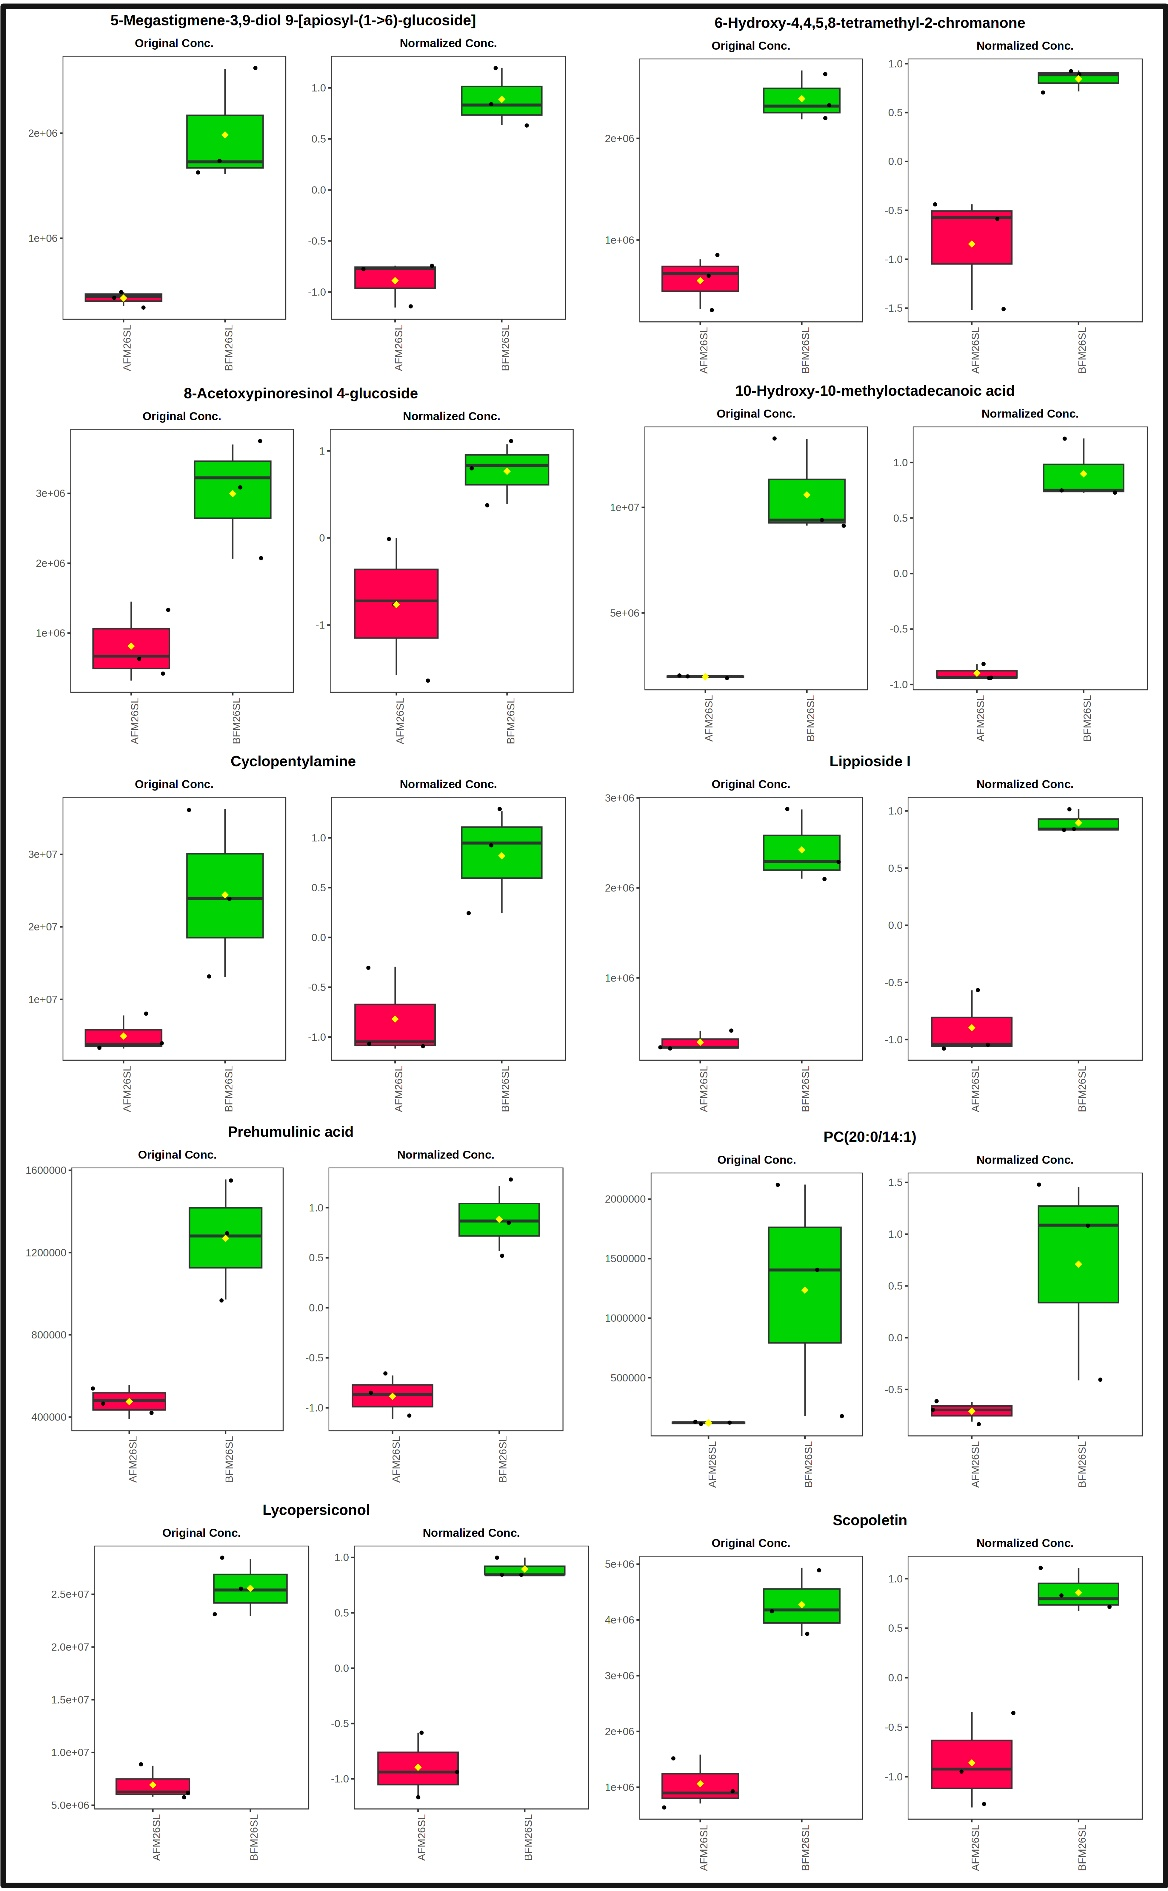 5-Megastigmene-3,9-diol 9-[apiosyl-(1->6)-glucoside]
Original Conc.
Normalized Conc.
2e+06
1e+06
1.0
0.5
0.0
-0.5
-1.0
AFM26SL
BFM26SL
AFM26SL
BFM26SL
6-Hydroxy-4,4,5,8-tetramethyl-2-chromanone
Original Conc.
Normalized Conc.
2e+06
1e+06
1.0
0.5
0.0
-0.5
-1.0
-1.5
AFM26SL
BFM26SL
AFM26SL
BFM26SL
8-Acetoxypinoresinol 4-glucoside
Original Conc.
Normalized Conc.
3e+06
2e+06
1e+06
1
0
-1
AFM26SL
BFM26SL
AFM26SL
BFM26SL
10-Hydroxy-10-methyloctadecanoic acid
Original Conc.
Normalized Conc.
1e+07
5e+06
1.0
0.5
0.0
-0.5
-1.0
AFM26SL
BFM26SL
AFM26SL
BFM26SL
Cyclopentylamine
Original Conc.
Normalized Conc.
3e+07
2e+07
1e+07
1.0
0.5
0.0
-0.5
-1.0
AFM26SL
BFM26SL
AFM26SL
BFM26SL
Lippioside I
Original Conc.
Normalized Conc.
3e+06
2e+06
1e+06
1.0
0.5
0.0
-0.5
-1.0
AFM26SL
BFM26SL
AFM26SL
BFM26SL
Prehumulinic acid
Original Conc.
Normalized Conc.
1600000
1200000
800000
400000
1.0
0.5
0.0
-0.5
-1.0
AFM26SL
BFM26SL
AFM26SL
BFM26SL
PC(20:0/14:1)
Original Conc.
Normalized Conc.
2000000
1500000
1000000
500000
1.5
1.0
0.5
0.0
-0.5
AFM26SL
BFM26SL
AFM26SL
BFM26SL
Lycopersiconol
Original Conc.
Normalized Conc.
2.5e+07
2.0e+07
1.5e+07
1.0e+07
5.0e+06
1.0
0.5
0.0
-0.5
-1.0
AFM26SL
BFM26SL
AFM26SL
BFM26SL
Scopoletin
Original Conc.
Normalized Conc.
5e+06
4e+06
3e+06
2e+06
1e+06
1.0
0.5
0.0
-0.5
-1.0
AFM26SL
BFM26SL
AFM26SL
BFM26SL